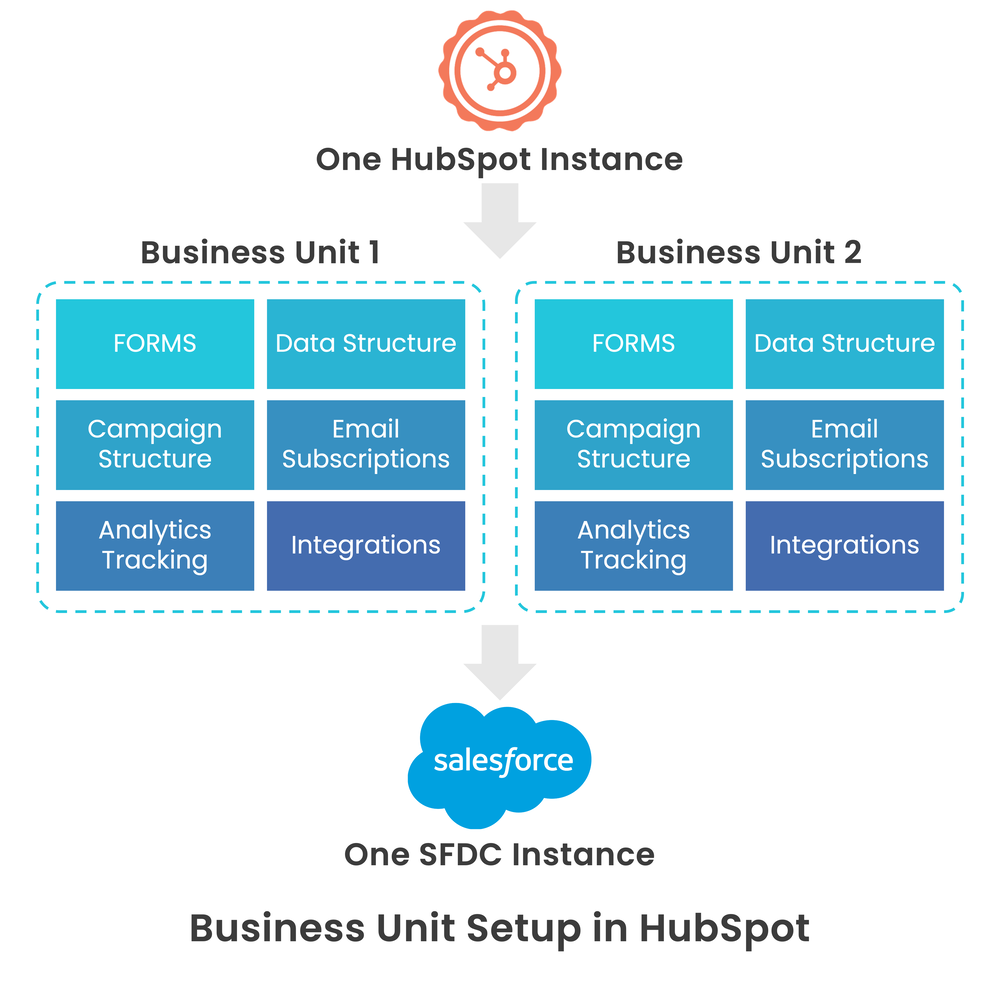 One HubSpot Instance
Business Unit 1
FORMS
Data Structure
Campaign
Structure
Email
Subscriptions
Analytics
Tracking
Integrations
Business Unit 2
FORMS
Data Structure
Campaign
Structure
Email
Subscriptions
Analytics
Tracking
Integrations
salesforce
One SFDC Instance
Business Unit Setup in HubSpot